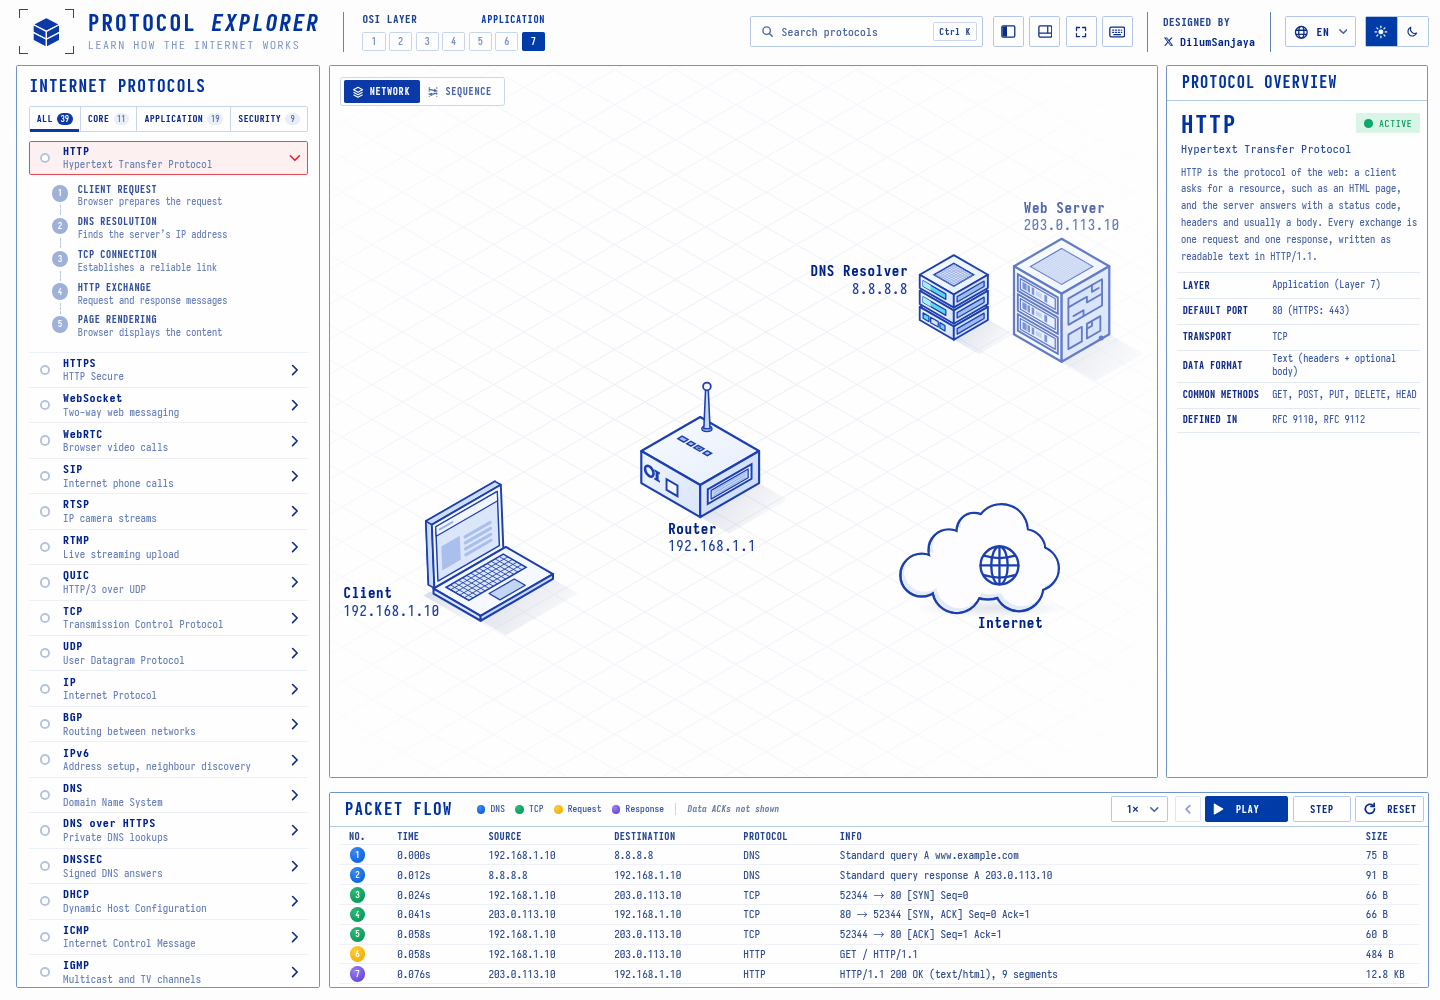 PROTOCOL EXPLORER
LEARN HOW THE INTERNET WORKS
OSI LAYER APPLICATION
1 2 3 4 5 6 7
Search protocols Ctrl K
DESIGNED BY
DilumSanjaya
EN
INTERNET PROTOCOLS
ALL 39 CORE 11 APPLICATION 19 SECURITY 9
HTTP
Hypertext Transfer Protocol
1 CLIENT REQUEST
Browser prepares the request
2 DNS RESOLUTION
Finds the server's IP address
3 TCP CONNECTION
Establishes a reliable link
4 HTTP EXCHANGE
Request and response messages
5 PAGE RENDERING
Browser displays the content
HTTPS
HTTP Secure
WebSocket
Two-way web messaging
WebRTC
Browser video calls
SIP
Internet phone calls
RTSP
IP camera streams
RTMP
Live streaming upload
QUIC
HTTP/3 over UDP
TCP
Transmission Control Protocol
UDP
User Datagram Protocol
IP
Internet Protocol
BGP
Routing between networks
IPv6
Address setup, neighbour discovery
DNS
Domain Name System
DNS over HTTPS
Private DNS lookups
DNSSEC
Signed DNS answers
DHCP
Dynamic Host Configuration
ICMP
Internet Control Message
IGMP
Multicast and TV channels
NETWORK SEQUENCE
Web Server
203.0.113.10
DNS Resolver
8.8.8.8
Router
192.168.1.1
Client
192.168.1.10
Internet
PROTOCOL OVERVIEW
HTTP ACTIVE
Hypertext Transfer Protocol
HTTP is the protocol of the web: a client
asks for a resource, such as an HTML page,
and the server answers with a status code,
headers and usually a body. Every exchange is
one request and one response, written as
readable text in HTTP/1.1.
LAYER Application (Layer 7)
DEFAULT PORT 80 (HTTPS: 443)
TRANSPORT TCP
DATA FORMAT Text (headers + optional
body)
COMMON METHODS GET, POST, PUT, DELETE, HEAD
DEFINED IN RFC 9110, RFC 9112
PACKET FLOW DNS TCP Request Response Data ACKs not shown
1× PLAY STEP RESET
NO. TIME SOURCE DESTINATION PROTOCOL INFO SIZE
1 0.000s 192.168.1.10 8.8.8.8 DNS Standard query A www.example.com 75 B
2 0.012s 8.8.8.8 192.168.1.10 DNS Standard query response A 203.0.113.10 91 B
3 0.024s 192.168.1.10 203.0.113.10 TCP 52344 → 80 [SYN] Seq=0 66 B
4 0.041s 203.0.113.10 192.168.1.10 TCP 80 → 52344 [SYN, ACK] Seq=0 Ack=1 66 B
5 0.058s 192.168.1.10 203.0.113.10 TCP 52344 → 80 [ACK] Seq=1 Ack=1 60 B
6 0.058s 192.168.1.10 203.0.113.10 HTTP GET / HTTP/1.1 484 B
7 0.076s 203.0.113.10 192.168.1.10 HTTP HTTP/1.1 200 OK (text/html), 9 segments 12.8 KB